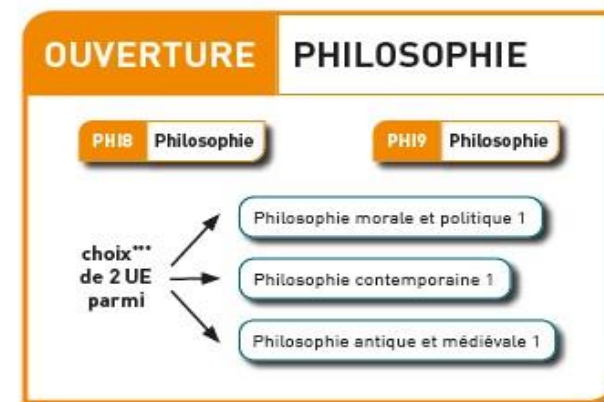 OUVERTURE PHILOSOPHIE
PHI8 Philosophie PHI9 Philosophie
Philosophie morale et politique 1
choix***
de 2 UE
parmi
Philosophie contemporaine 1
Philosophie antique et médiévale 1